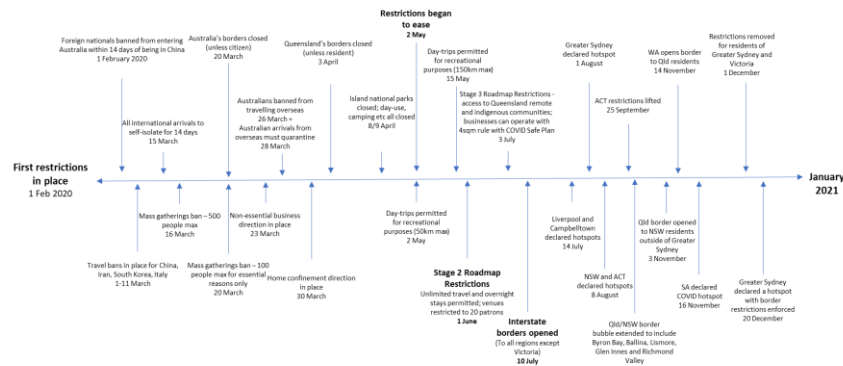 Foreign nationals banned from entering
Australia within 14 days of being in China
1 February 2020
All international arrivals to
self-isolate for 14 days
15 March
Australia's borders closed
(unless citizen)
20 March
Australians banned from
travelling overseas
26 March +
Australian arrivals from
overseas must quarantine
28 March
Queensland's borders closed
(unless resident)
3 April
Island national parks
closed; day-use,
camping etc all closed
8/9 April
Restrictions began
to ease
2 May
Day-trips permitted
for recreational
purposes (150km max)
15 May
Stage 3 Roadmap Restrictions -
access to Queensland remote
and indigenous communities;
businesses can operate with
4sqm rule with COVID Safe Plan
3 July
Greater Sydney
declared hotspot
1 August
ACT restrictions lifted
25 September
WA opens border
to Qld residents
14 November
Restrictions removed
for residents of
Greater Sydney and
Victoria
1 December
First restrictions
in place
1 Feb 2020
January
2021
Travel bans in place for China,
Iran, South Korea, Italy
1-11 March
Mass gatherings ban – 500
people max
16 March
Mass gatherings ban – 100
people max for essential
reasons only
20 March
Non-essential business
direction in place
23 March
Home confinement direction
in place
30 March
Day-trips permitted
for recreational
purposes (50km max)
2 May
Stage 2 Roadmap
Restrictions
Unlimited travel and overnight
stays permitted; venues
restricted to 20 patrons
1 June
Interstate
borders opened
(To all regions except
Victoria)
10 July
Liverpool and
Campbelltown
declared hotspots
14 July
NSW and ACT
declared hotspots
8 August
Qld/NSW border
bubble extended to include
Byron Bay, Ballina, Lismore,
Glen Innes and Richmond
Valley
Qld border opened
to NSW residents
outside of Greater
Sydney
3 November
SA declared
COVID hotspot
16 November
Greater Sydney
declared a hotspot
with border
restrictions enforced
20 December